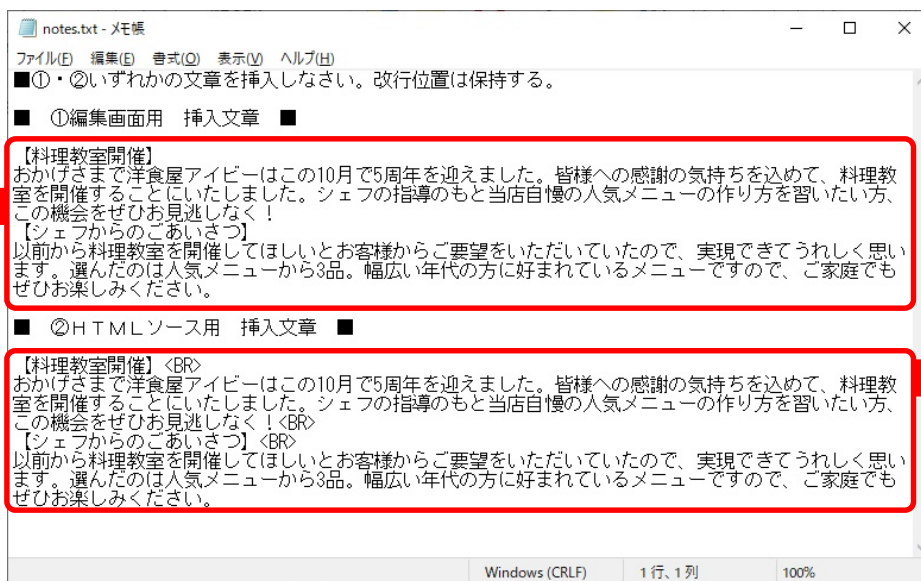 notes.txt - メモ帳
ファイル(F) 編集(E) 書式(O) 表示(V) ヘルプ(H)
■①・②いずれかの文章を挿入しなさい。改行位置は保持する。
■ ①編集画面用 挿入文章 ■
【料理教室開催】
おかげさまで洋食屋アイビーはこの10月で5周年を迎えました。皆様への感謝の気持ちを込めて、料理教
室を開催することにいたしました。シェフの指導のもと当店自慢の人気メニューの作り方を習いたい方、
この機会をぜひお見逃しなく！
【シェフからのごあいさつ】
以前から料理教室を開催してほしいとお客様からご要望をいただいていたので、実現できてうれしく思い
ます。選んだのは人気メニューから3品。幅広い年代の方に好まれているメニューですので、ご家庭でも
ぜひお楽しみください。
■ ②ＨＴＭＬソース用 挿入文章 ■
【料理教室開催】<BR>
おかげさまで洋食屋アイビーはこの10月で5周年を迎えました。皆様への感謝の気持ちを込めて、料理教
室を開催することにいたしました。シェフの指導のもと当店自慢の人気メニューの作り方を習いたい方、
この機会をぜひお見逃しなく！<BR>
【シェフからのごあいさつ】<BR>
以前から料理教室を開催してほしいとお客様からご要望をいただいていたので、実現できてうれしく思い
ます。選んだのは人気メニューから3品。幅広い年代の方に好まれているメニューですので、ご家庭でも
ぜひお楽しみください。
Windows (CRLF) 1行、1列 100%